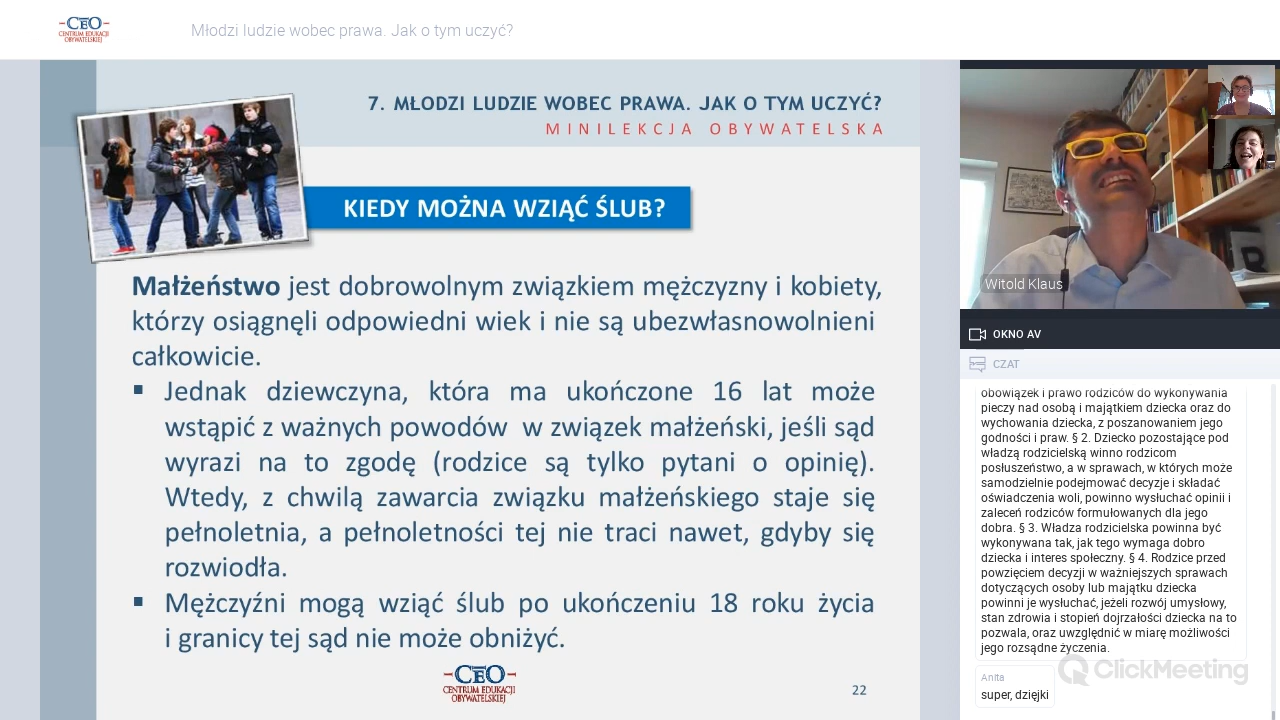 CEO
CENTRUM EDUKACJI
OBYWATELSKIEJ
Młodzi ludzie wobec prawa. Jak o tym uczyć?
7. MŁODZI LUDZIE WOBEC PRAWA. JAK O TYM UCZYĆ?
MINILEKCJA OBYWATELSKA
KIEDY MOŻNA WZIĄĆ ŚLUB?
Małżeństwo jest dobrowolnym związkiem mężczyzny i kobiety,
którzy osiągnęli odpowiedni wiek i nie są ubezwłasnowolnieni
całkowicie.
▪ Jednak dziewczyna, która ma ukończone 16 lat może
wstąpić z ważnych powodów w związek małżeński, jeśli sąd
wyrazi na to zgodę (rodzice są tylko pytani o opinię).
Wtedy, z chwilą zawarcia związku małżeńskiego staje się
pełnoletnia, a pełnoletności tej nie traci nawet, gdyby się
rozwiodła.
▪ Mężczyźni mogą wziąć ślub po ukończeniu 18 roku życia
i granicy tej sąd nie może obniżyć.
CEO
CENTRUM EDUKACJI
OBYWATELSKIEJ
22
Witold Klaus
OKNO AV
CZAT
obowiązek i prawo rodziców do wykonywania
pieczy nad osobą i majątkiem dziecka oraz do
wychowania dziecka, z poszanowaniem jego
godności i praw. § 2. Dziecko pozostające pod
władzą rodzicielską winno rodzicom
posłuszeństwo, a w sprawach, w których może
samodzielnie podejmować decyzje i składać
oświadczenia woli, powinno wysłuchać opinii i
zaleceń rodziców formułowanych dla jego
dobra. § 3. Władza rodzicielska powinna być
wykonywana tak, jak tego wymaga dobro
dziecka i interes społeczny. § 4. Rodzice przed
powzięciem decyzji w ważniejszych sprawach
dotyczących osoby lub majątku dziecka
powinni je wysłuchać, jeżeli rozwój umysłowy,
stan zdrowia i stopień dojrzałości dziecka na to
pozwala, oraz uwzględnić w miarę możliwości
jego rozsądne życzenia.
ClickMeeting
Anita
super, dzięjki